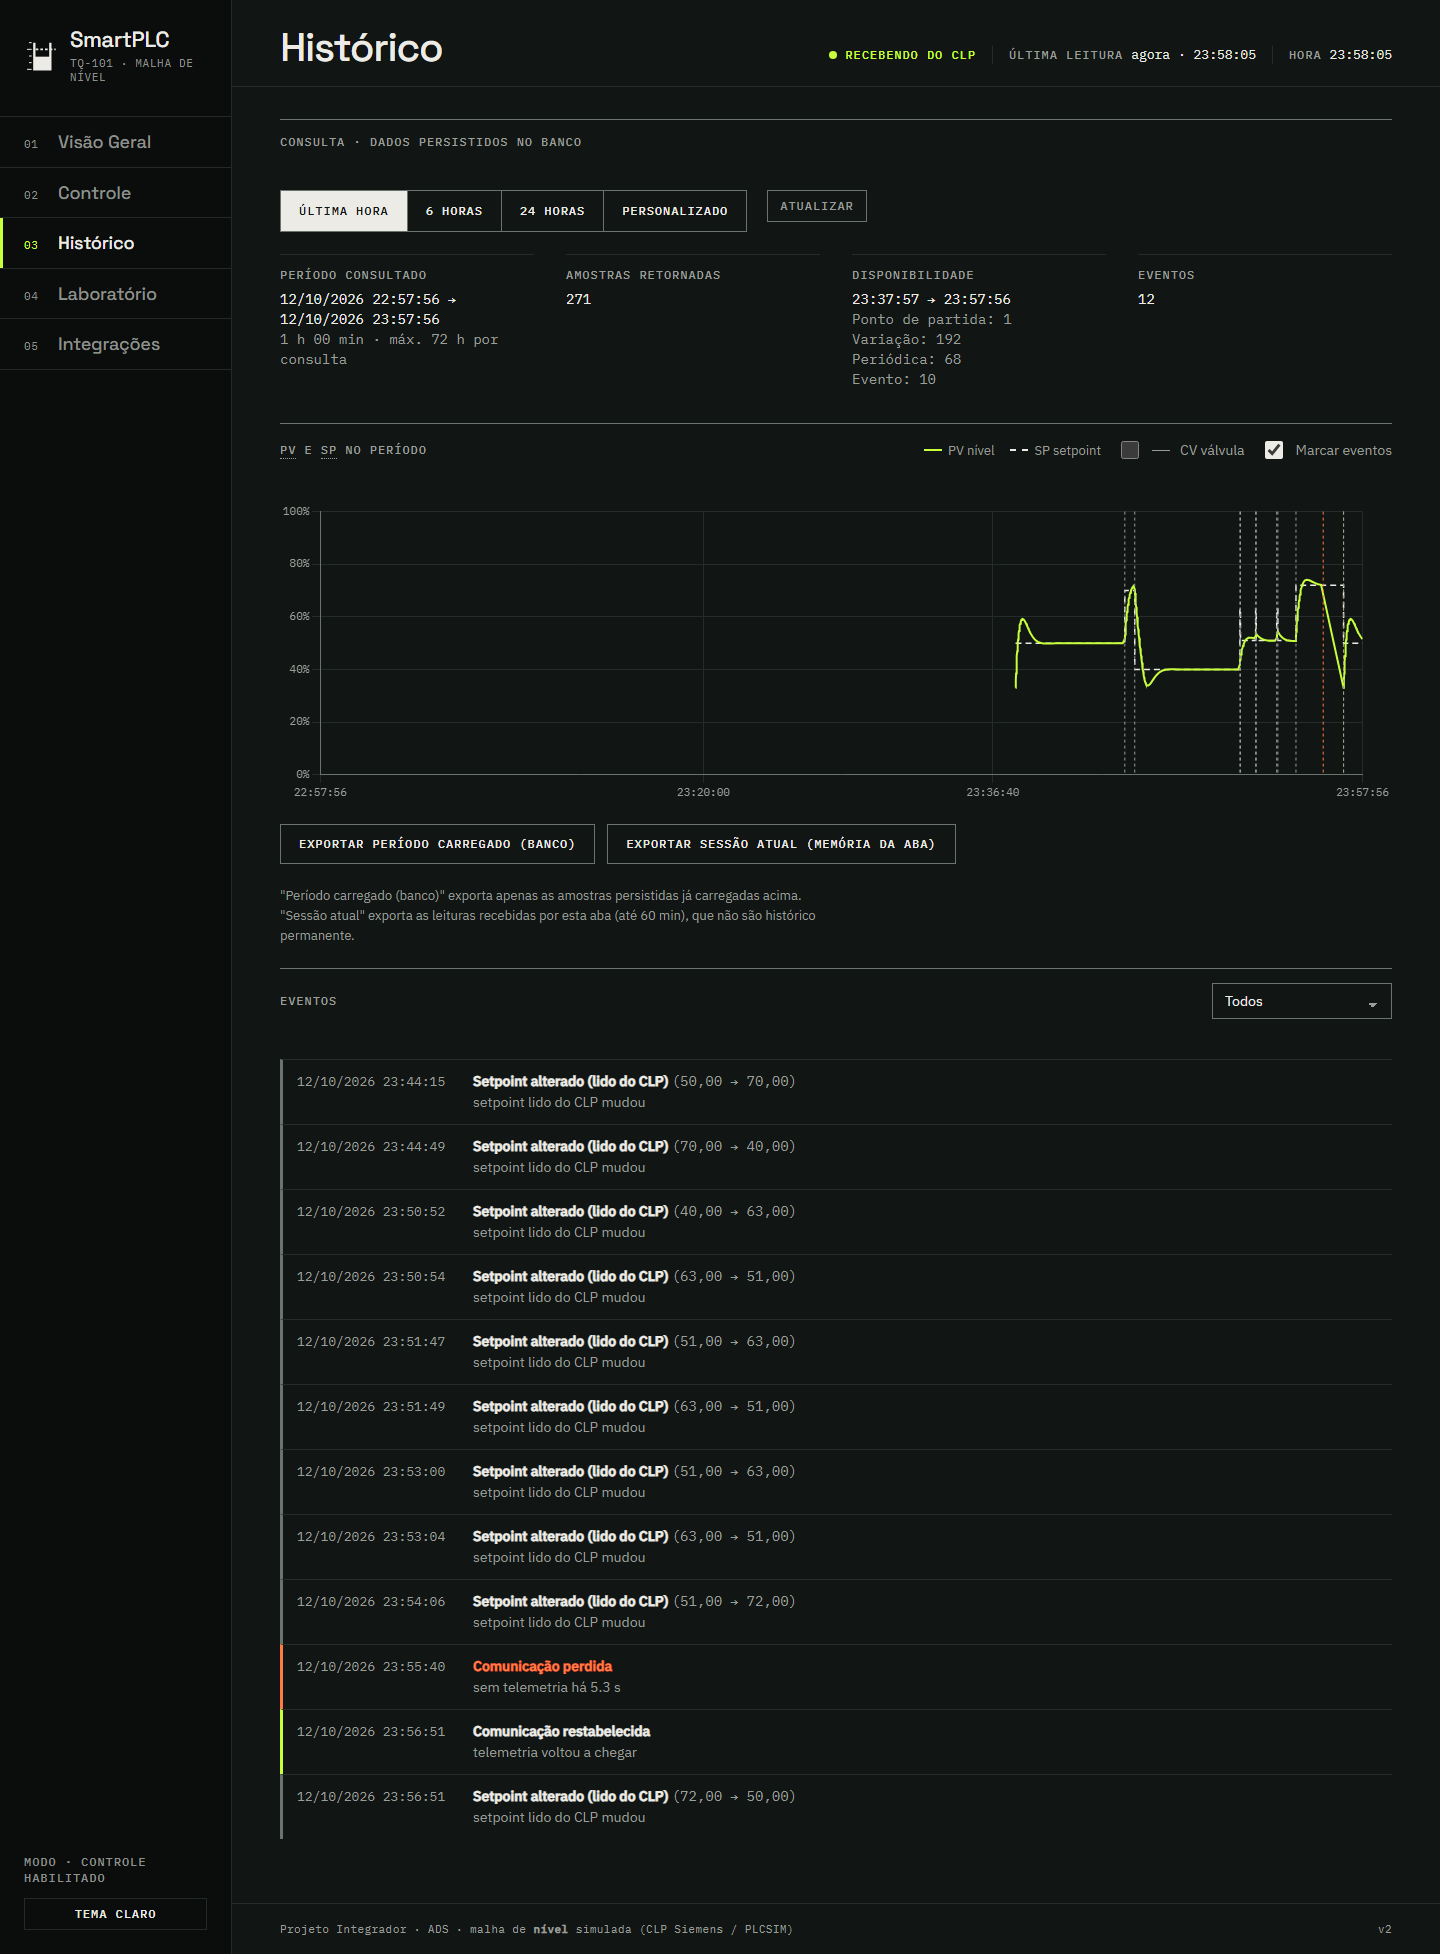 SmartPLC
TQ-101 · MALHA DE
NÍVEL
01 Visão Geral
02 Controle
03 Histórico
04 Laboratório
05 Integrações
MODO · CONTROLE
HABILITADO
TEMA CLARO
Histórico
RECEBENDO DO CLP
ÚLTIMA LEITURA agora · 23:58:05
HORA 23:58:05
CONSULTA · DADOS PERSISTIDOS NO BANCO
ÚLTIMA HORA
6 HORAS
24 HORAS
PERSONALIZADO
ATUALIZAR
PERÍODO CONSULTADO
12/10/2026 22:57:56 →
12/10/2026 23:57:56
1 h 00 min · máx. 72 h por
consulta
AMOSTRAS RETORNADAS
271
DISPONIBILIDADE
23:37:57 → 23:57:56
Ponto de partida: 1
Variação: 192
Periódica: 68
Evento: 10
EVENTOS
12
PV E SP NO PERÍODO
PV nível
SP setpoint
CV válvula
Marcar eventos
100%
80%
60%
40%
20%
0%
22:57:56
23:20:00
23:36:40
23:57:56
EXPORTAR PERÍODO CARREGADO (BANCO)
EXPORTAR SESSÃO ATUAL (MEMÓRIA DA ABA)
"Período carregado (banco)" exporta apenas as amostras persistidas já carregadas acima.
"Sessão atual" exporta as leituras recebidas por esta aba (até 60 min), que não são histórico
permanente.
EVENTOS
Todos
12/10/2026 23:44:15 Setpoint alterado (lido do CLP) (50,00 → 70,00)
setpoint lido do CLP mudou
12/10/2026 23:44:49 Setpoint alterado (lido do CLP) (70,00 → 40,00)
setpoint lido do CLP mudou
12/10/2026 23:50:52 Setpoint alterado (lido do CLP) (40,00 → 63,00)
setpoint lido do CLP mudou
12/10/2026 23:50:54 Setpoint alterado (lido do CLP) (63,00 → 51,00)
setpoint lido do CLP mudou
12/10/2026 23:51:47 Setpoint alterado (lido do CLP) (51,00 → 63,00)
setpoint lido do CLP mudou
12/10/2026 23:51:49 Setpoint alterado (lido do CLP) (63,00 → 51,00)
setpoint lido do CLP mudou
12/10/2026 23:53:00 Setpoint alterado (lido do CLP) (51,00 → 63,00)
setpoint lido do CLP mudou
12/10/2026 23:53:04 Setpoint alterado (lido do CLP) (63,00 → 51,00)
setpoint lido do CLP mudou
12/10/2026 23:54:06 Setpoint alterado (lido do CLP) (51,00 → 72,00)
setpoint lido do CLP mudou
12/10/2026 23:55:40 Comunicação perdida
sem telemetria há 5.3 s
12/10/2026 23:56:51 Comunicação restabelecida
telemetria voltou a chegar
12/10/2026 23:56:51 Setpoint alterado (lido do CLP) (72,00 → 50,00)
setpoint lido do CLP mudou
Projeto Integrador · ADS · malha de nível simulada (CLP Siemens / PLCSIM)
v2